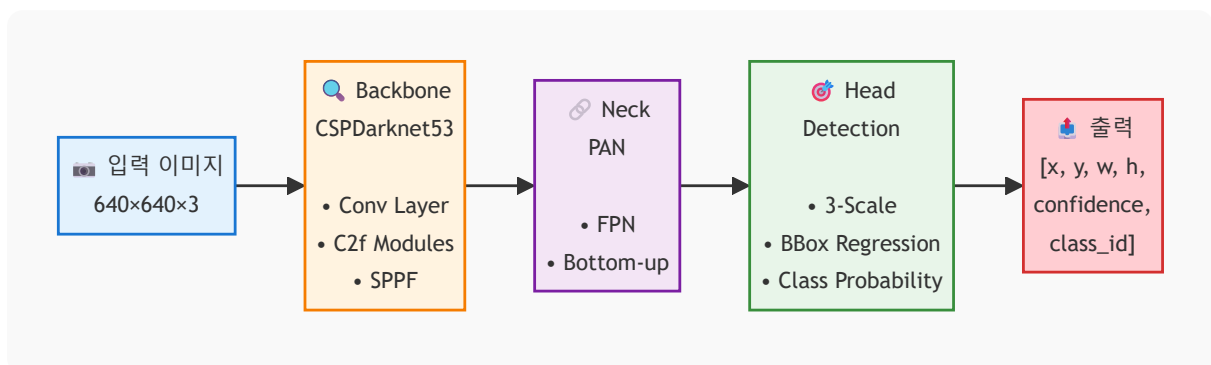 📷 입력 이미지
640×640×3
🔍 Backbone
CSPDarknet53
• Conv Layer
• C2f Modules
• SPPF
🔗 Neck
PAN
• FPN
• Bottom-up
🎯 Head
Detection
• 3-Scale
• BBox Regression
• Class Probability
📤 출력
[x, y, w, h,
confidence,
class_id]